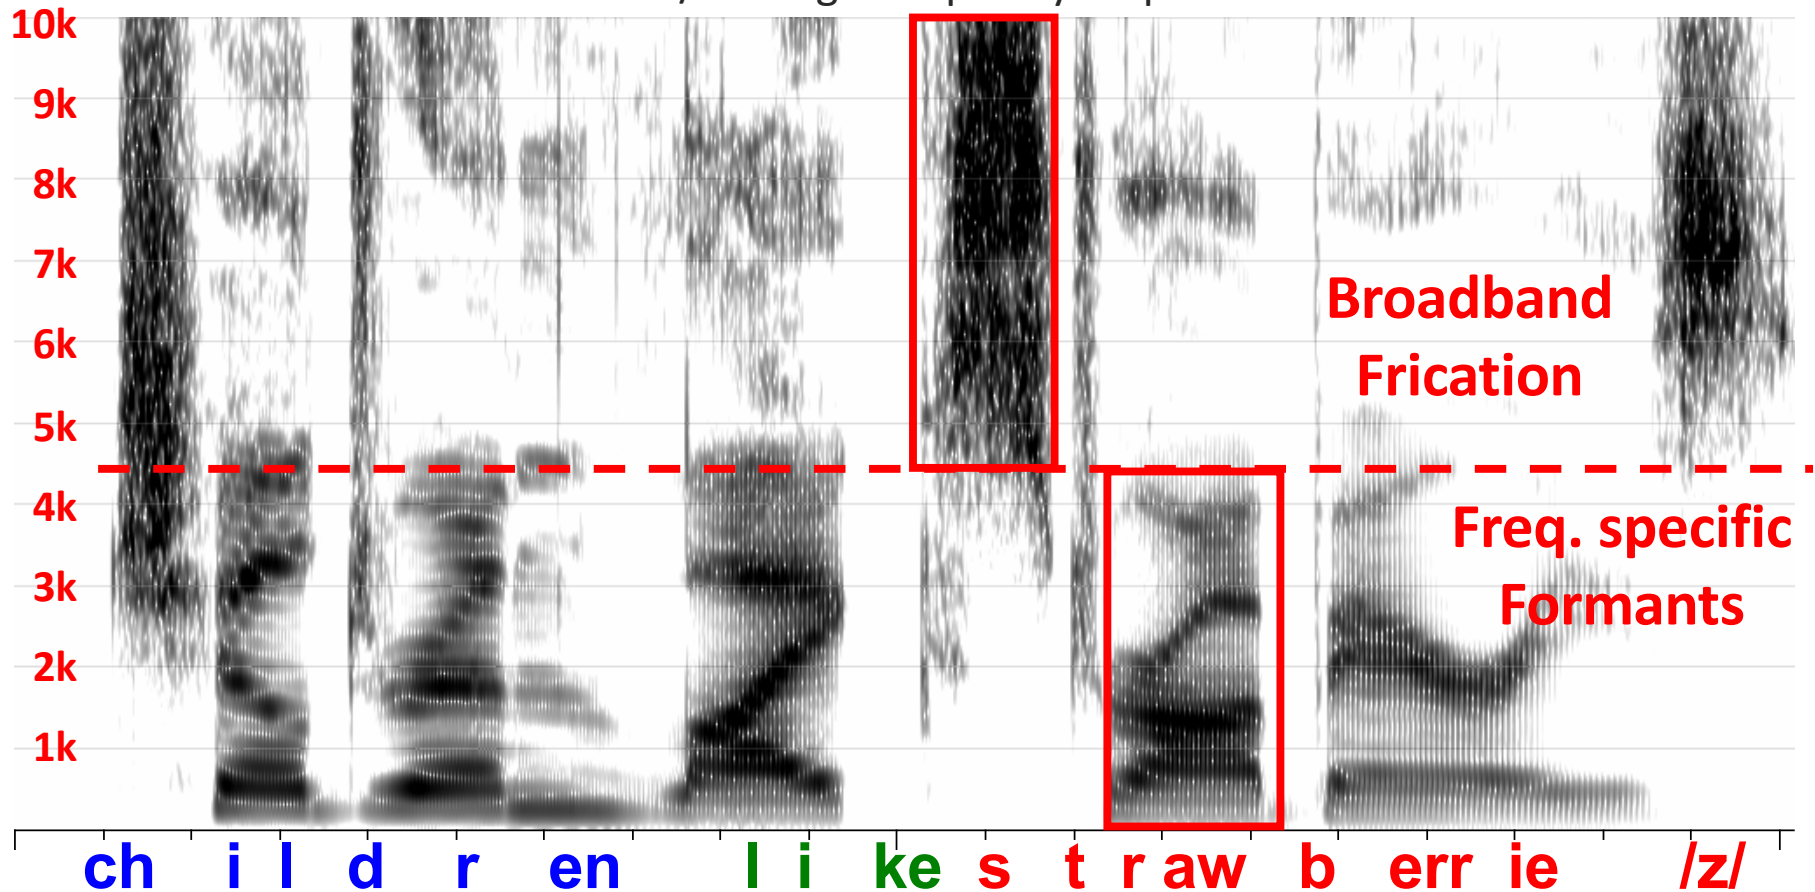 10k
9k
8k
7k
6k
5k
4k
3k
2k
1k
Broadband
Frication
Freq. specific
Formants
ch i l d r en l i ke s t r aw b err ie /z/